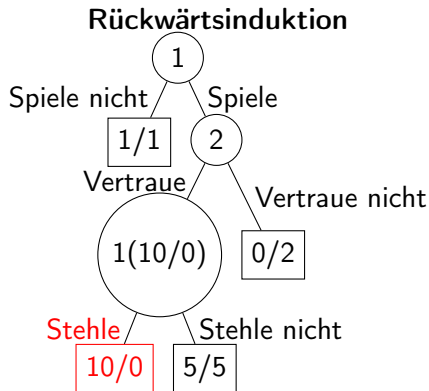 Rückwärtsinduktion
1
Spiele nicht Spiele
1/1 2
Vertraue
Vertraue nicht
1(10/0) 0/2
Stehle Stehle nicht
10/0 5/5